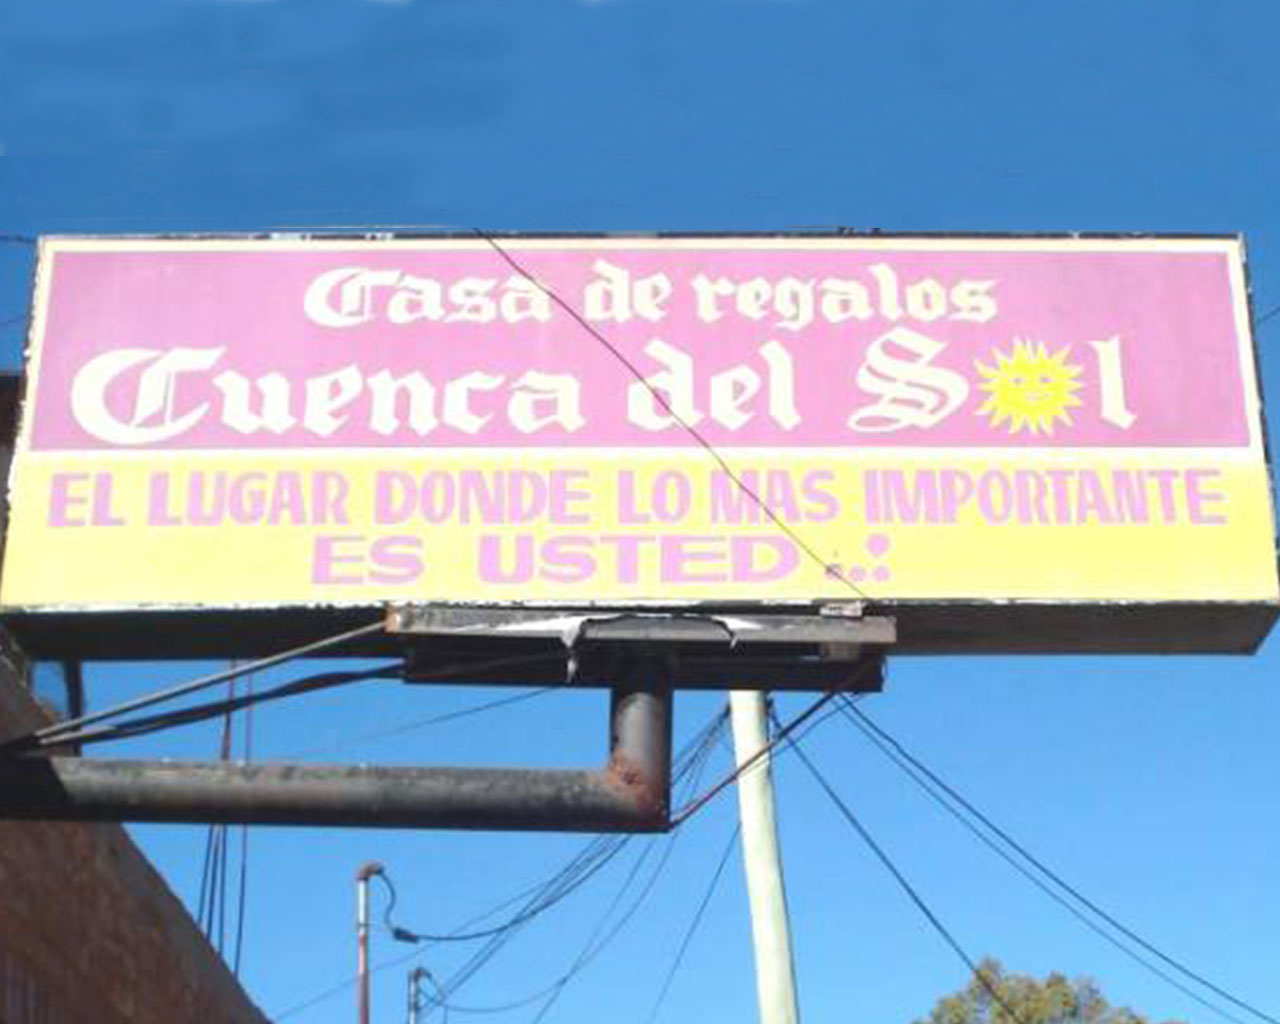 Casa de regalos
Cuenca del Sol
EL LUGAR DONDE LO MAS IMPORTANTE
ES USTED...